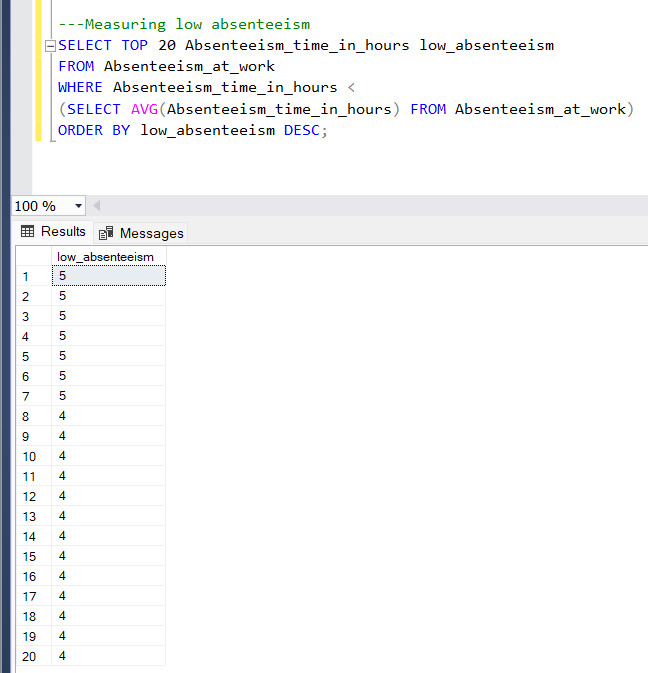 ---Measuring low absenteeism
SELECT TOP 20 Absenteeism_time_in_hours low_absenteeism
FROM Absenteeism_at_work
WHERE Absenteeism_time_in_hours <
(SELECT AVG(Absenteeism_time_in_hours) FROM Absenteeism_at_work)
ORDER BY low_absenteeism DESC;
100 %
Results Messages
low_absenteeism
1 5
2 5
3 5
4 5
5 5
6 5
7 5
8 4
9 4
10 4
11 4
12 4
13 4
14 4
15 4
16 4
17 4
18 4
19 4
20 4